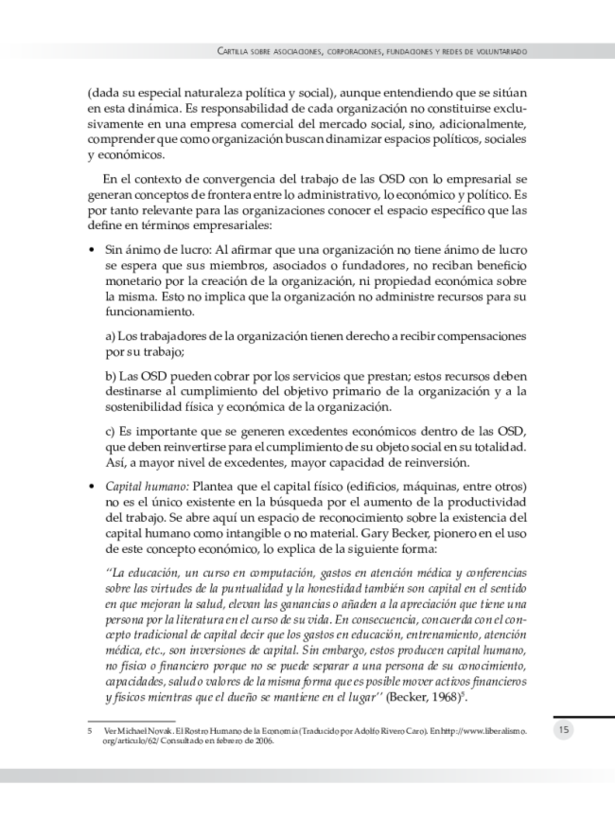 CARTILLA SOBRE ASOCIACIONES, CORPORACIONES, FUNDACIONES Y REDES DE VOLUNTARIADO
(dada su especial naturaleza política y social), aunque entendiendo que se sitúan
en esta dinámica. Es responsabilidad de cada organización no constituirse exclu-
sivamente en una empresa comercial del mercado social, sino, adicionalmente,
comprender que como organización buscan dinamizar espacios políticos, sociales
y económicos.
En el contexto de convergencia del trabajo de las OSD con lo empresarial se
generan conceptos de frontera entre lo administrativo, lo económico y político. Es
por tanto relevante para las organizaciones conocer el espacio específico que las
define en términos empresariales:
• Sin ánimo de lucro: Al afirmar que una organización no tiene ánimo de lucro
se espera que sus miembros, asociados o fundadores, no reciban beneficio
monetario por la creación de la organización, ni propiedad económica sobre
la misma. Esto no implica que la organización no administre recursos para su
funcionamiento.
a) Los trabajadores de la organización tienen derecho a recibir compensaciones
por su trabajo;
b) Las OSD pueden cobrar por los servicios que prestan; estos recursos deben
destinarse al cumplimiento del objetivo primario de la organización y a la
sostenibilidad física y económica de la organización.
c) Es importante que se generen excedentes económicos dentro de las OSD,
que deben reinvertirse para el cumplimiento de su objeto social en su totalidad.
Así, a mayor nivel de excedentes, mayor capacidad de reinversión.
• Capital humano: Plantea que el capital físico (edificios, máquinas, entre otros)
no es el único existente en la búsqueda por el aumento de la productividad
del trabajo. Se abre aquí un espacio de reconocimiento sobre la existencia del
capital humano como intangible o no material. Gary Becker, pionero en el uso
de este concepto económico, lo explica de la siguiente forma:
‘‘La educación, un curso en computación, gastos en atención médica y conferencias
sobre las virtudes de la puntualidad y la honestidad también son capital en el sentido
en que mejoran la salud, elevan las ganancias o añaden a la apreciación que tiene una
persona por la literatura en el curso de su vida. En consecuencia, concuerda con el con-
cepto tradicional de capital decir que los gastos en educación, entrenamiento, atención
médica, etc., son inversiones de capital. Sin embargo, estos producen capital humano,
no físico o financiero porque no se puede separar a una persona de su conocimiento,
capacidades, salud o valores de la misma forma que es posible mover activos financieros
y físicos mientras que el dueño se mantiene en el lugar’’ (Becker, 1968)5.
5 Ver Michael Novak. El Rostro Humano de la Economía (Traducido por Adolfo Rivero Caro). En http://www.liberalismo.
org/articulo/62/ Consultado en febrero de 2006.
15